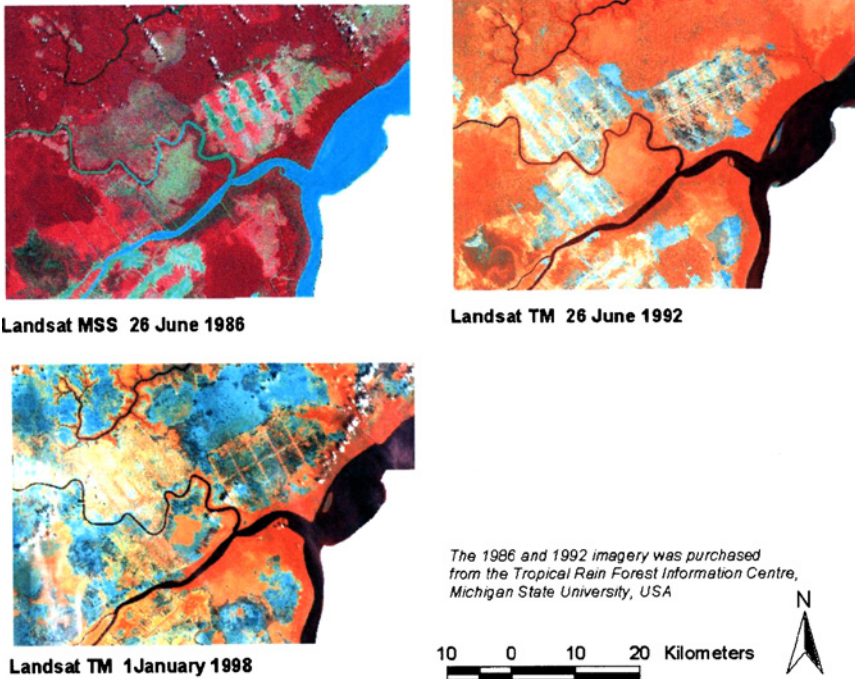 Landsat MSS 26 June 1986
Landsat TM 26 June 1992
Landsat TM 1January 1998
The 1986 and 1992 imagery was purchased
from the Tropical Rain Forest Information Centre,
Michigan State University, USA
N
10 0 10 20 Kilometers